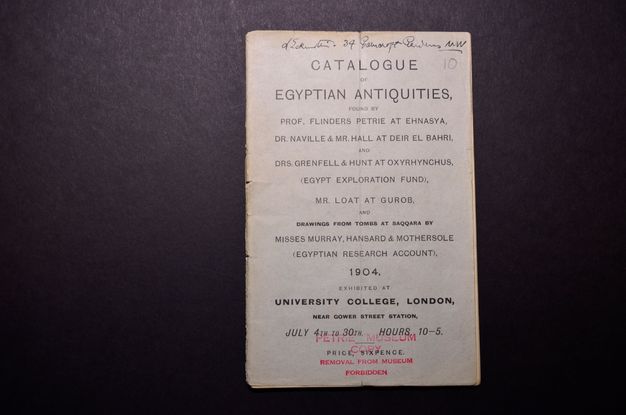 34 Gardens NW
10
CATALOGUE
OF
EGYPTIAN ANTIQUITIES,
FOUND BY
PROF. FLINDERS PETRIE AT EHNASYA,
DR. NAVILLE & MR. HALL AT DEIR EL BAHRI,
AND
DRS. GRENFELL & HUNT AT OXYRHYNCHUS,
(EGYPT EXPLORATION FUND),
MR. LOAT AT GUROB,
AND
DRAWINGS FROM TOMBS AT SAQQARA BY
MISSES MURRAY, HANSARD & MOTHERSOLE
(EGYPTIAN RESEARCH ACCOUNT),
1904,
EXHIBITED AT
UNIVERSITY COLLEGE, LONDON,
NEAR GOWER STREET STATION,
JULY 4TH TO 30TH. HOURS, 10-5.
PETRIE MUSEUM
COPY
PRICE, SIXPENCE.
REMOVAL FROM MUSEUM
FORBIDDEN